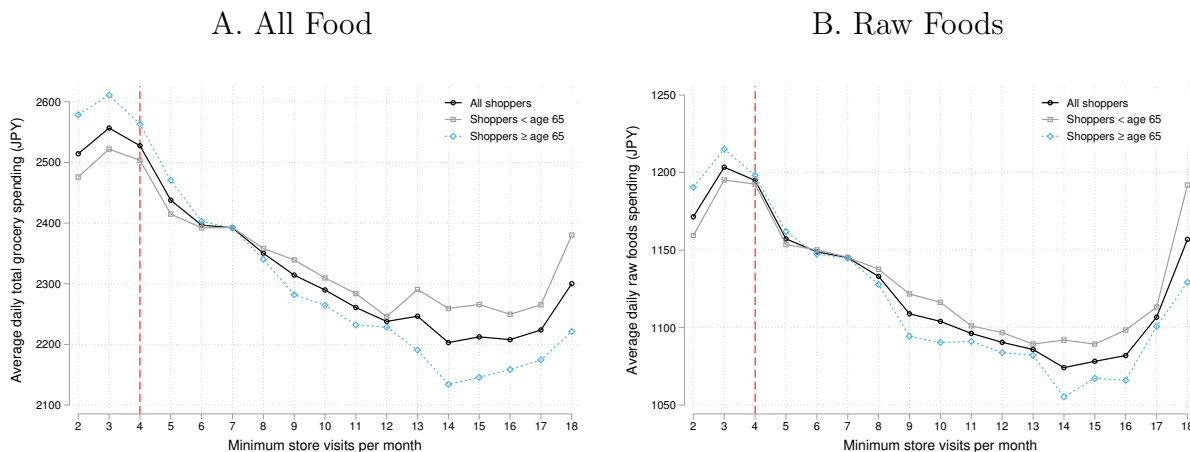 A. All Food
Average daily total grocery spending (JPY)
2600
2500
2400
2300
2200
2100
All shoppers
Shoppers < age 65
Shoppers ≥ age 65
2 3 4 5 6 7 8 9 10 11 12 13 14 15 16 17 18
Minimum store visits per month
B. Raw Foods
Average daily raw foods spending (JPY)
1250
1200
1150
1100
1050
All shoppers
Shoppers < age 65
Shoppers ≥ age 65
2 3 4 5 6 7 8 9 10 11 12 13 14 15 16 17 18
Minimum store visits per month